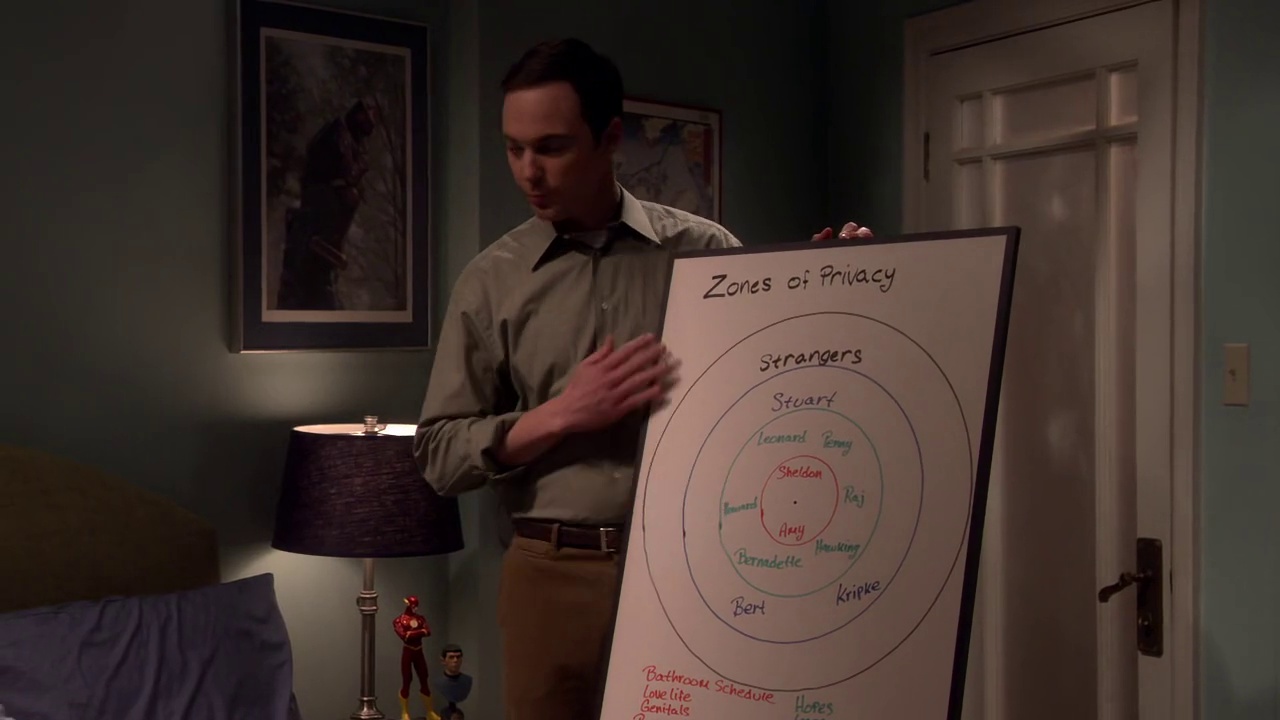 Zones of Privacy
Strangers
Stuart
Leonard Penny
Sheldon
Howard Raj
Amy
Bernadette Hawking
Bert Kripke
Bathroom Schedule
Love life Hopes
Genitals